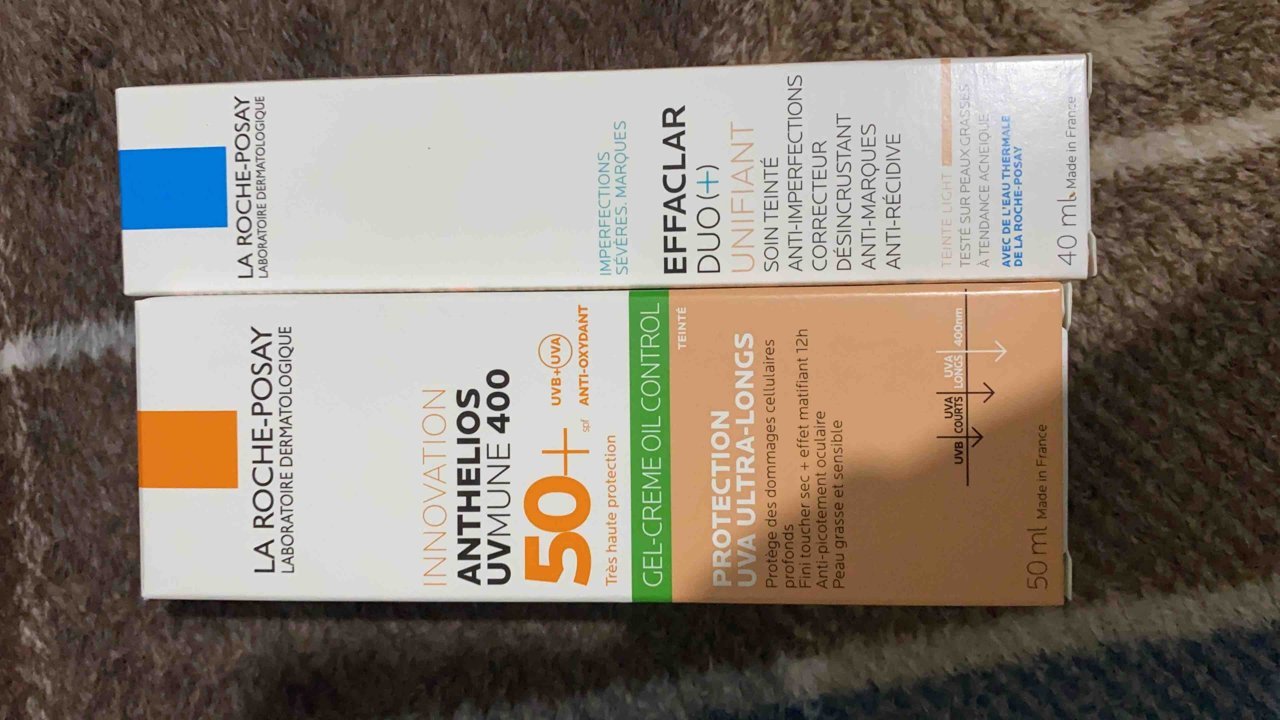 LA ROCHE-POSAY
LABORATOIRE DERMATOLOGIQUE
IMPERFECTIONS
SÉVÈRES, MARQUES
EFFACLAR
DUO (+)
UNIFIANT
SOIN TEINTÉ
ANTI-IMPERFECTIONS
CORRECTEUR
DÉSINCRUSTANT
ANTI-MARQUES
ANTI-RÉCIDIVE
TEINTE LIGHT
TESTÉ SUR PEAUX GRASSES
À TENDANCE ACNÉIQUE
AVEC DE L'EAU THERMALE
DE LA ROCHE-POSAY
40 ml Made in France
LA ROCHE-POSAY
LABORATOIRE DERMATOLOGIQUE
INNOVATION
ANTHELIOS
UVMUNE 400
50+ spf
UVB+UVA
ANTI-OXYDANT
Très haute protection
GEL-CREME OIL CONTROL
TEINTÉ
PROTECTION
UVA ULTRA-LONGS
Protège des dommages cellulaires
profonds
Fini toucher sec + effet matifiant 12h
Anti-picotement oculaire
Peau grasse et sensible
UVB
UVA
COURTS
UVA
LONGS
400nm
50 ml Made in France